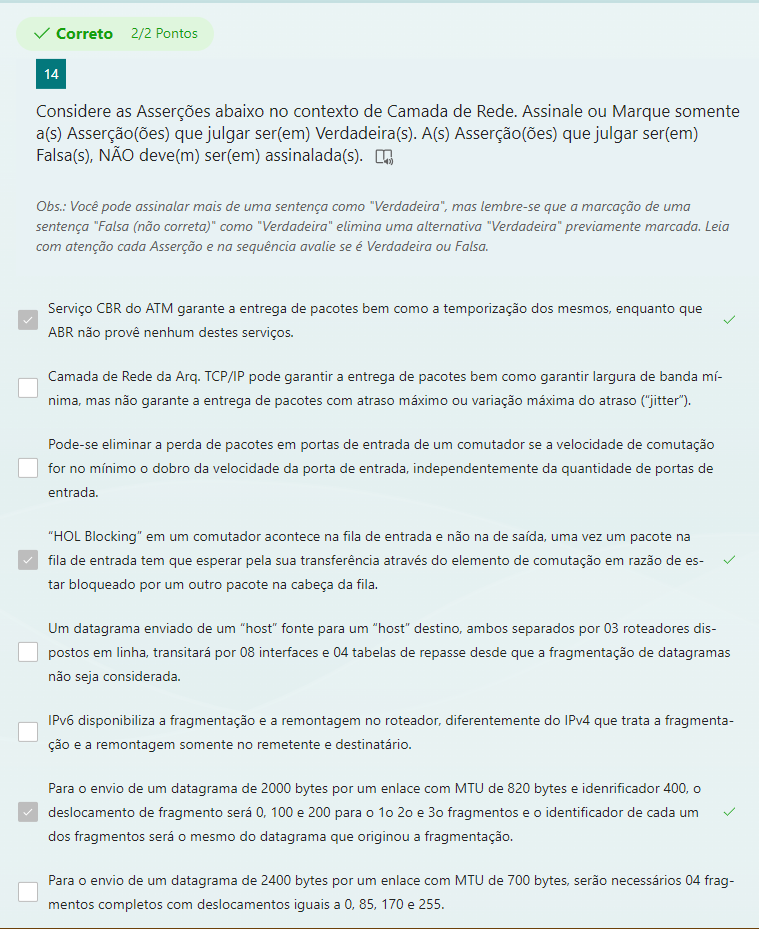 Correto 2/2 Pontos
14
Considere as Asserções abaixo no contexto de Camada de Rede. Assinale ou Marque somente
a(s) Asserção(ões) que julgar ser(em) Verdadeira(s). A(s) Asserção(ões) que julgar ser(em)
Falsa(s), NÃO deve(m) ser(em) assinalada(s).
Obs.: Você pode assinalar mais de uma sentença como "Verdadeira", mas lembre-se que a marcação de uma
sentença "Falsa (não correta)" como "Verdadeira" elimina uma alternativa "Verdadeira" previamente marcada. Leia
com atenção cada Asserção e na sequência avalie se é Verdadeira ou Falsa.
Serviço CBR do ATM garante a entrega de pacotes bem como a temporização dos mesmos, enquanto que
ABR não provê nenhum destes serviços.
Camada de Rede da Arq. TCP/IP pode garantir a entrega de pacotes bem como garantir largura de banda mí-
nima, mas não garante a entrega de pacotes com atraso máximo ou variação máxima do atraso (“jitter”).
Pode-se eliminar a perda de pacotes em portas de entrada de um comutador se a velocidade de comutação
for no mínimo o dobro da velocidade da porta de entrada, independentemente da quantidade de portas de
entrada.
“HOL Blocking” em um comutador acontece na fila de entrada e não na de saída, uma vez um pacote na
fila de entrada tem que esperar pela sua transferência através do elemento de comutação em razão de es-
tar bloqueado por um outro pacote na cabeça da fila.
Um datagrama enviado de um “host” fonte para um “host” destino, ambos separados por 03 roteadores dis-
postos em linha, transitará por 08 interfaces e 04 tabelas de repasse desde que a fragmentação de datagramas
não seja considerada.
IPv6 disponibiliza a fragmentação e a remontagem no roteador, diferentemente do IPv4 que trata a fragmenta-
ção e a remontagem somente no remetente e destinatário.
Para o envio de um datagrama de 2000 bytes por um enlace com MTU de 820 bytes e idenrificador 400, o
deslocamento de fragmento será 0, 100 e 200 para o 1o 2o e 3o fragmentos e o identificador de cada um
dos fragmentos será o mesmo do datagrama que originou a fragmentação.
Para o envio de um datagrama de 2400 bytes por um enlace com MTU de 700 bytes, serão necessários 04 frag-
mentos completos com deslocamentos iguais a 0, 85, 170 e 255.